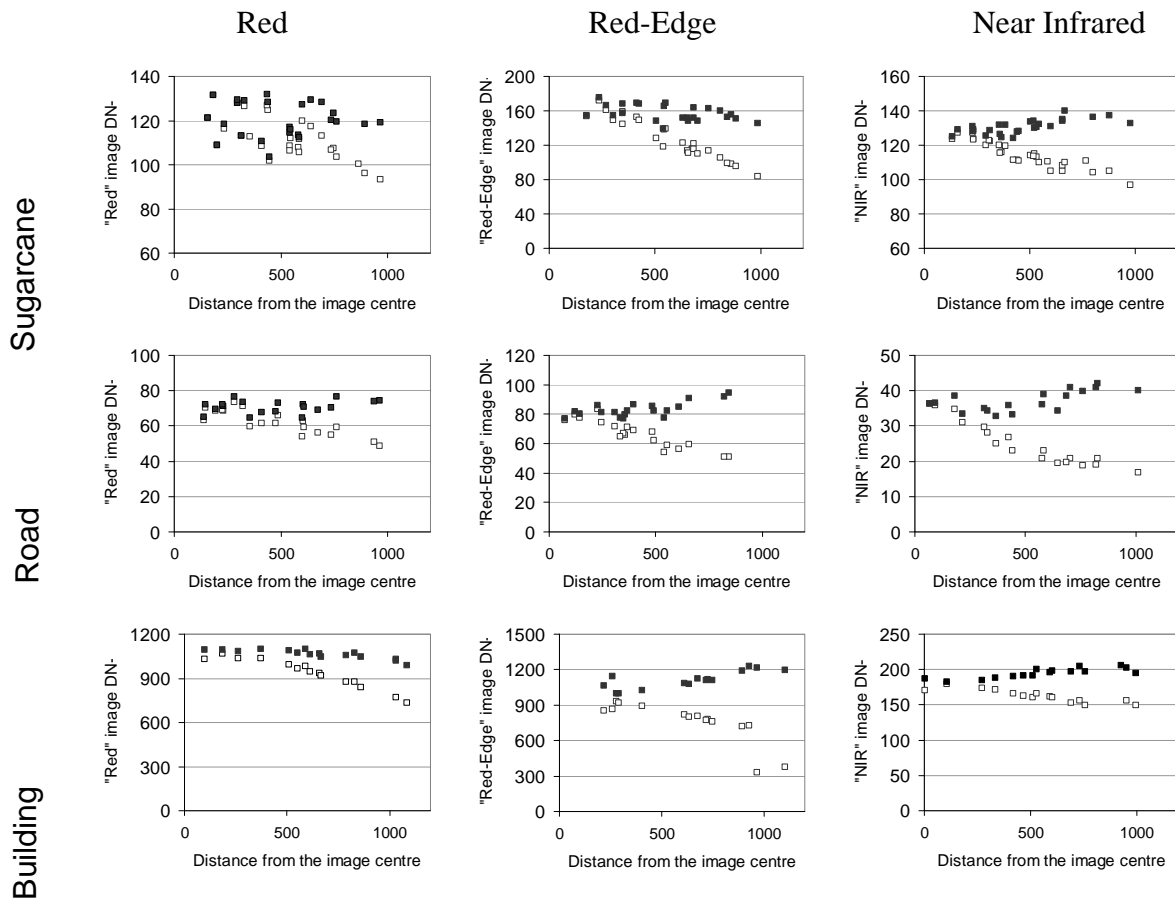 Red Red-Edge Near Infrared
Sugarcane
"Red" image DN-
140
120
100
80
60
0 500 1000
Distance from the image centre
"Red-Edge" image DN-
200
160
120
80
40
0
0 500 1000
Distance from the image centre
"NIR" image DN-
160
140
120
100
80
60
0 500 1000
Distance from the image centre
Road
"Red" image DN-
100
80
60
40
20
0
0 500 1000
Distance from the image centre
"Red-Edge" image DN-
120
100
80
60
40
20
0
0 500 1000
Distance from the image centre
"NIR" image DN-
50
40
30
20
10
0
0 500 1000
Distance from the image centre
Building
"Red" image DN-
1200
900
600
300
0
0 500 1000
Distance from the image centre
"Red-Edge" image DN-
1500
1200
900
600
300
0
0 500 1000
Distance from the image centre
"NIR" image DN-
250
200
150
100
50
0
0 500 1000
Distance from the image centre